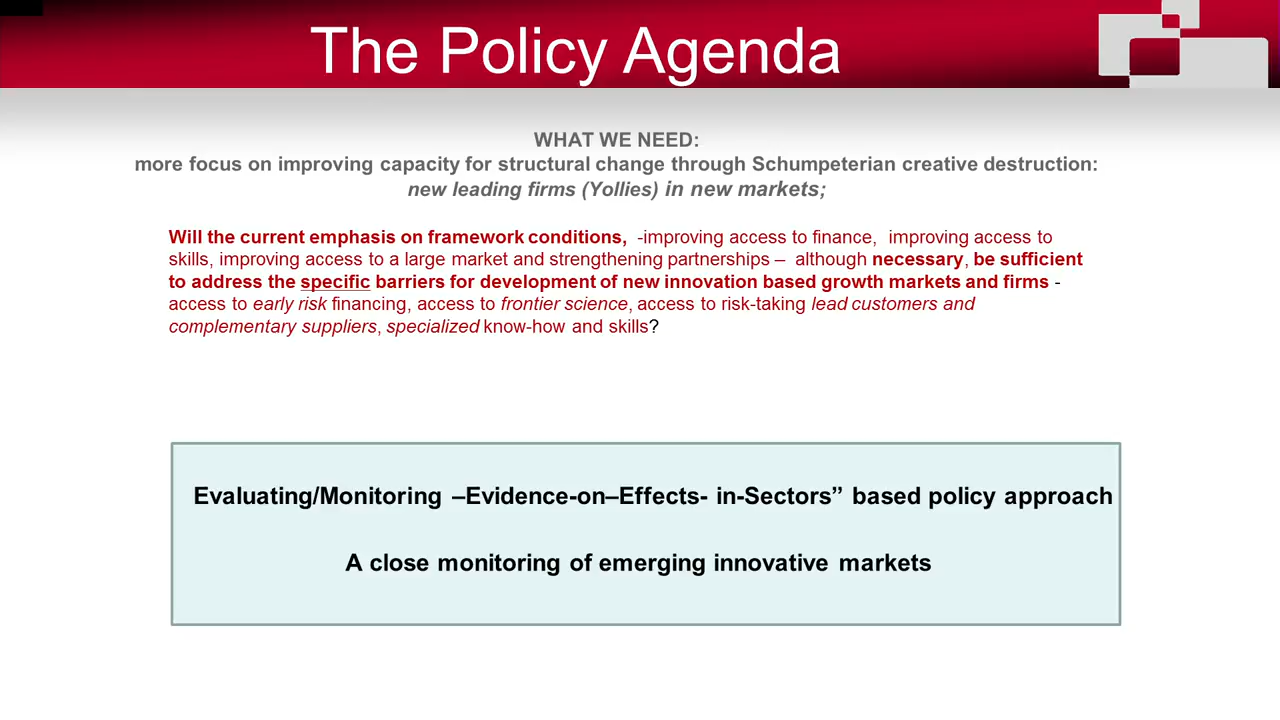 The Policy Agenda
WHAT WE NEED:
more focus on improving capacity for structural change through Schumpeterian creative destruction:
new leading firms (Yollies) in new markets;
Will the current emphasis on framework conditions,  -improving access to finance,  improving access to
skills, improving access to a large market and strengthening partnerships –  although necessary, be sufficient
to address the specific barriers for development of new innovation based growth markets and firms -
access to early risk financing, access to frontier science, access to risk-taking lead customers and
complementary suppliers, specialized know-how and skills?
Evaluating/Monitoring –Evidence-on–Effects- in-Sectors” based policy approach
A close monitoring of emerging innovative markets